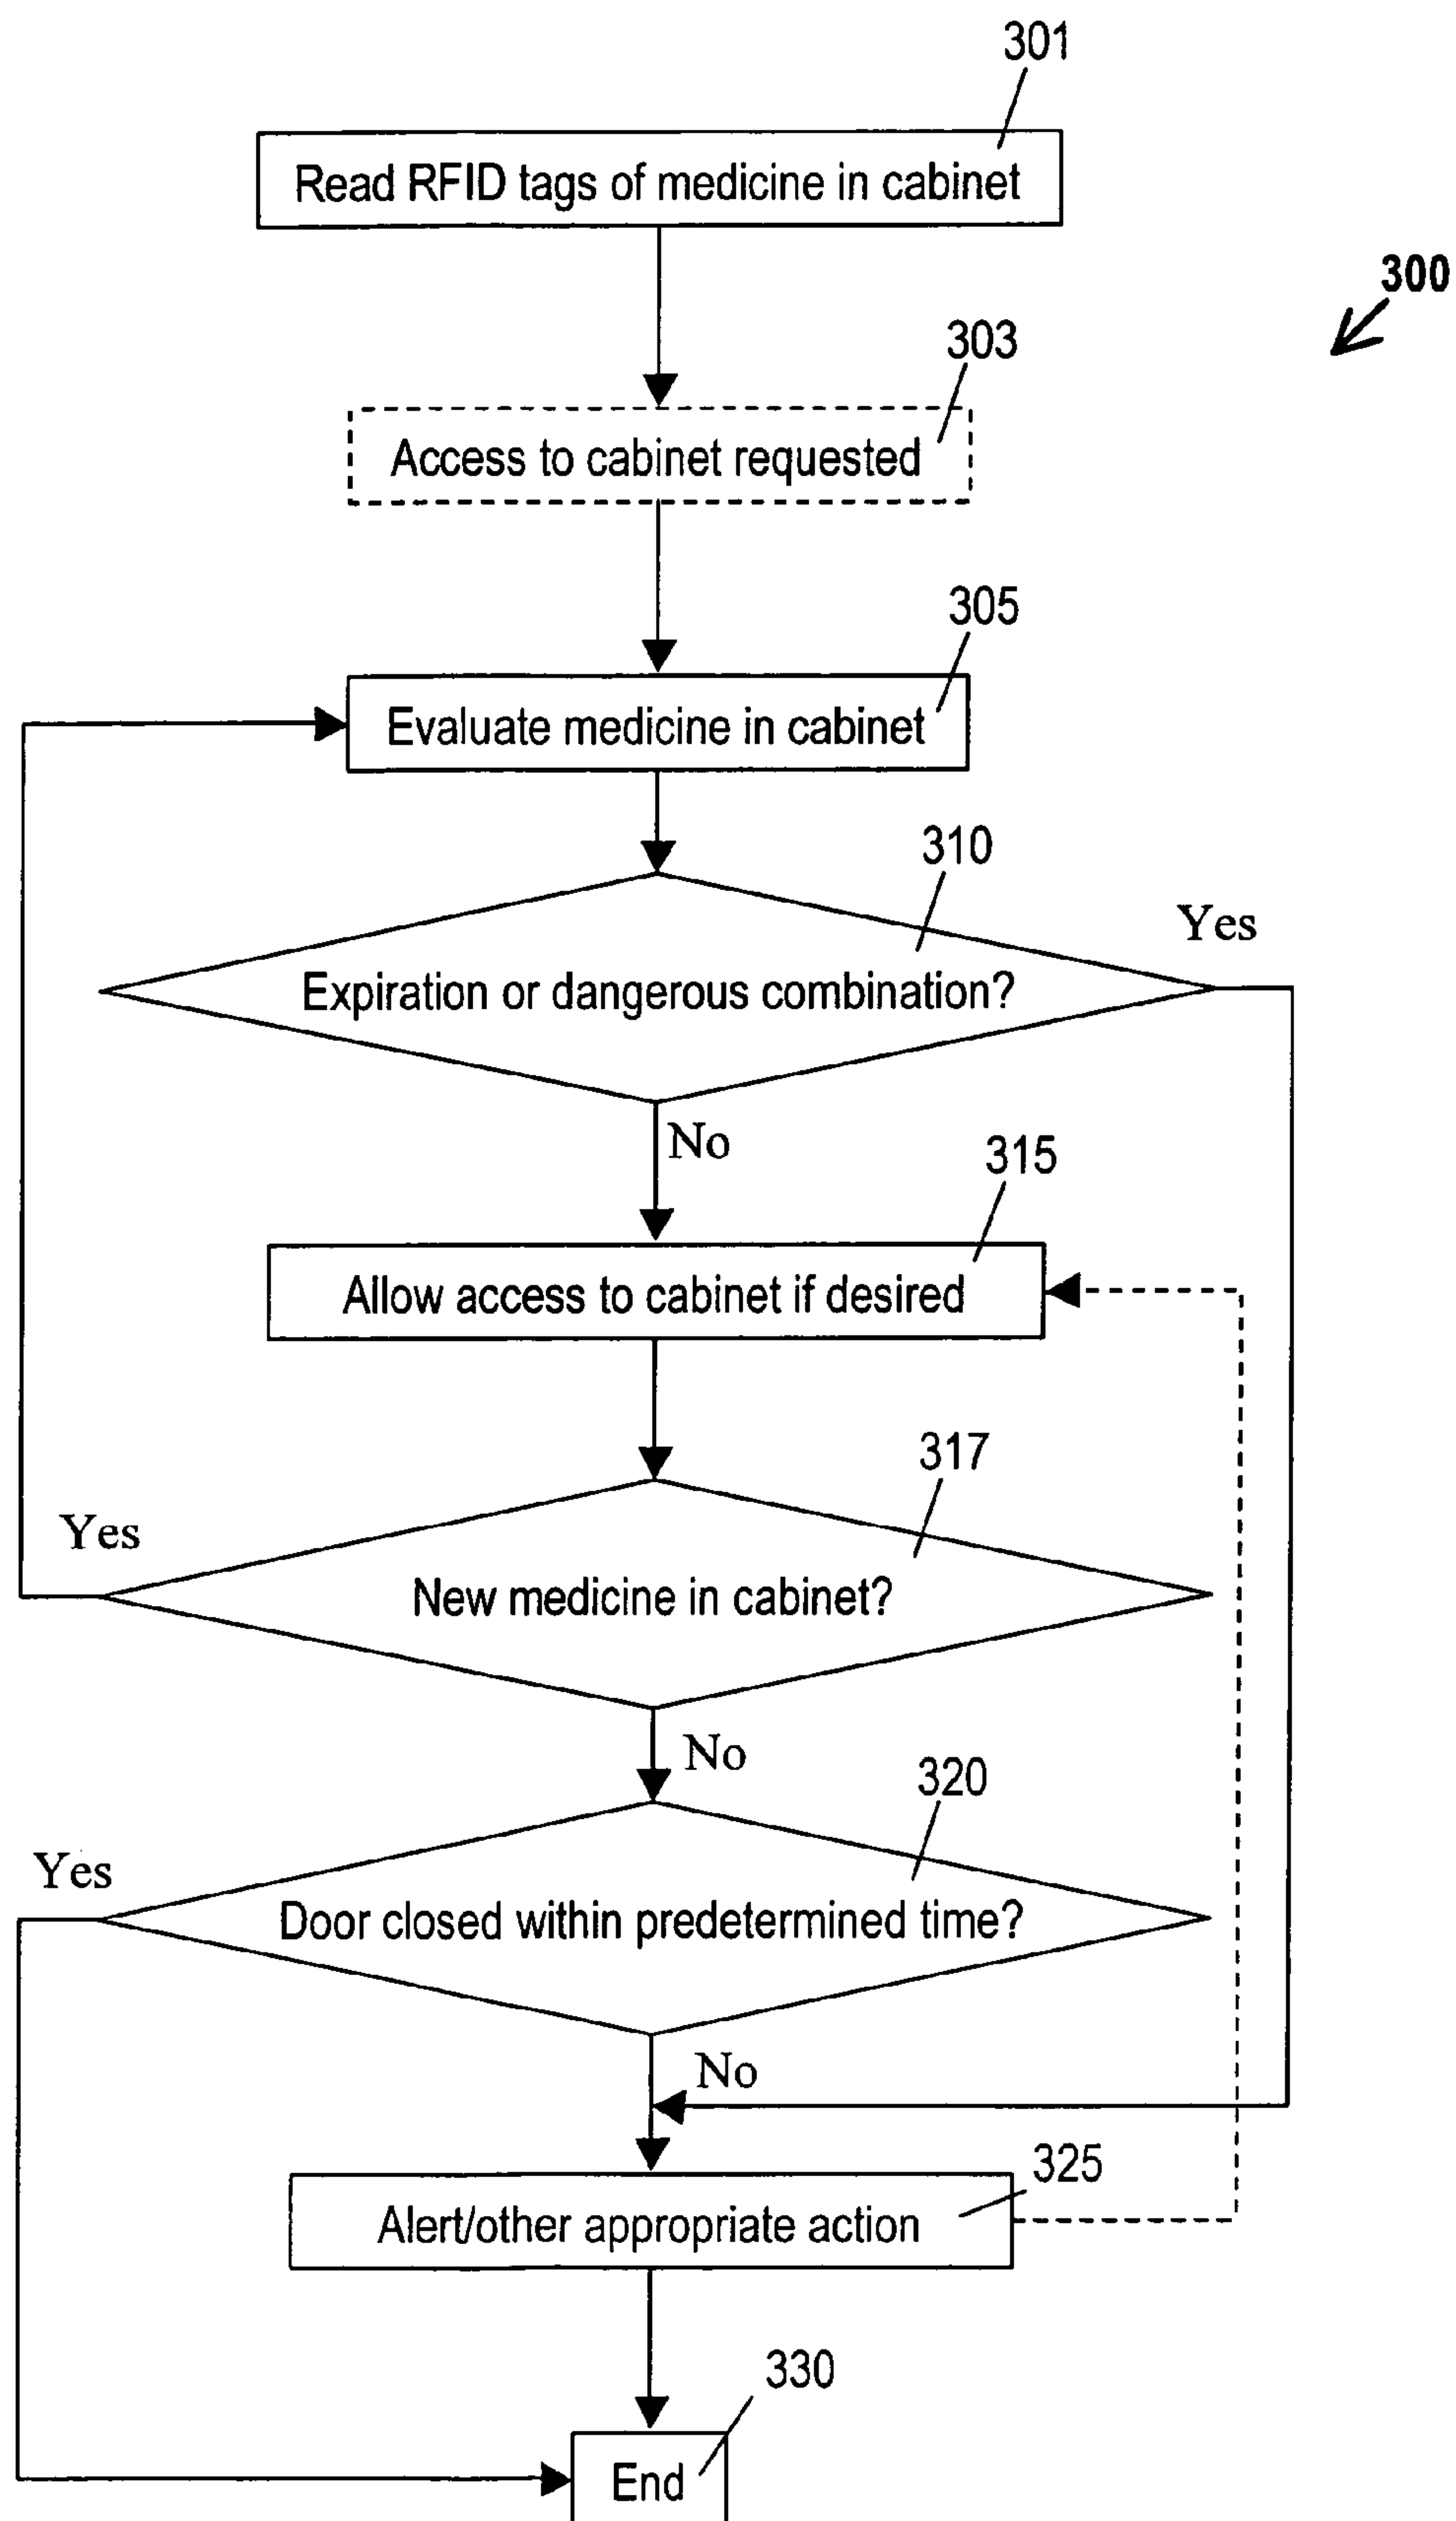 301
Read RFID tags of medicine in cabinet
300
303
Access to cabinet requested
305
Evaluate medicine in cabinet
310
Yes
Expiration or dangerous combination?
No
315
Allow access to cabinet if desired
317
Yes
New medicine in cabinet?
No
320
Yes
Door closed within predetermined time?
No
325
Alert/other appropriate action
330
End